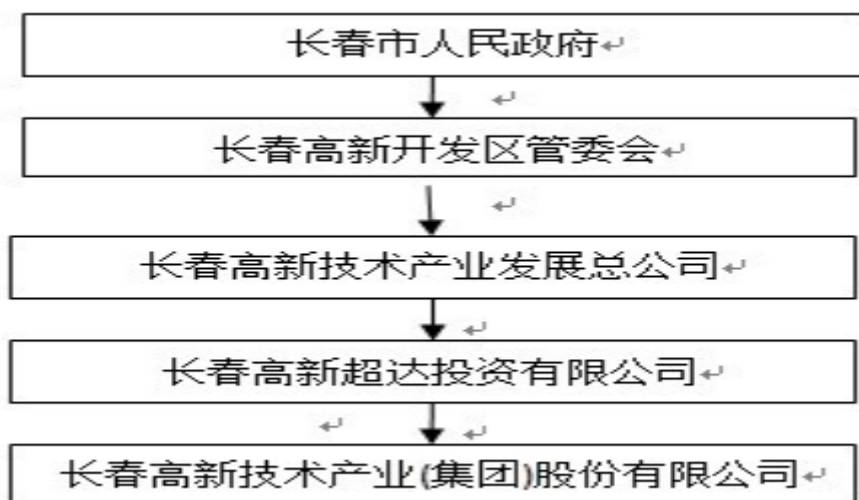 长春市人民政府
长春高新开发区管委会
长春高新技术产业发展总公司
长春高新超达投资有限公司
长春高新技术产业(集团)股份有限公司